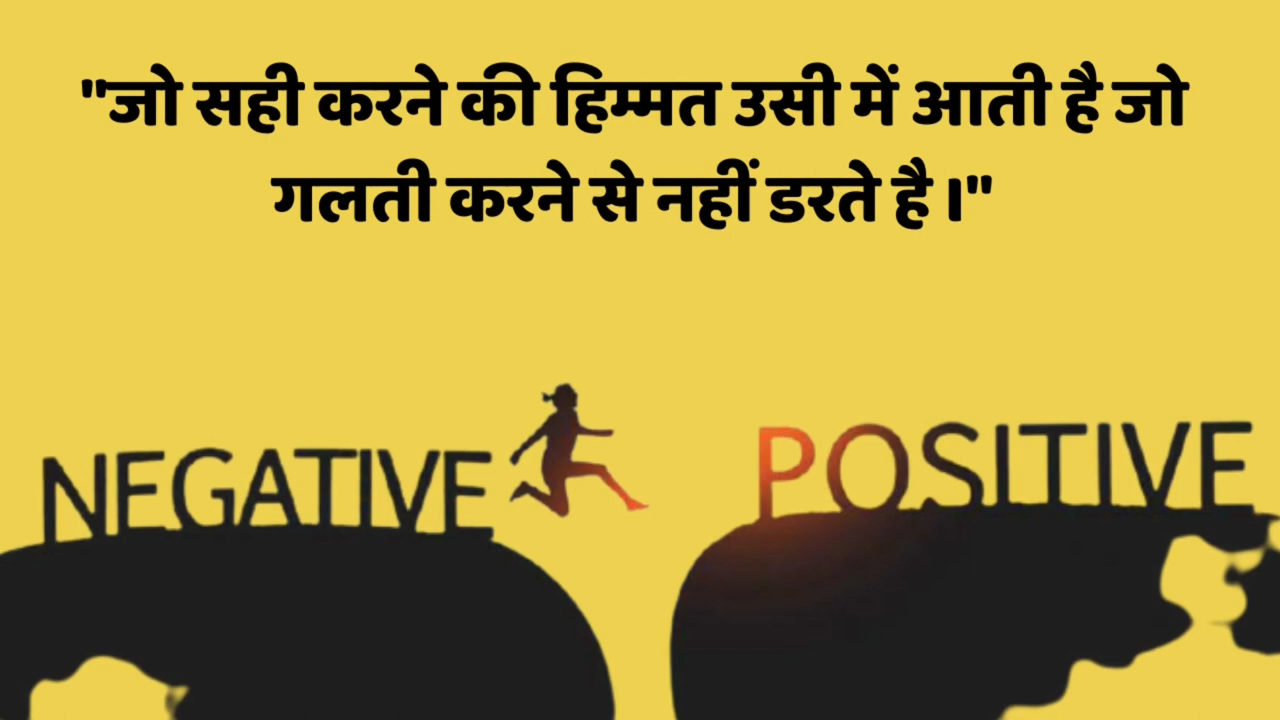 "जो सही करने की हिम्मत उसी में आती है जो
गलती करने से नहीं डरते है ।"
NEGATIVE POSITIVE